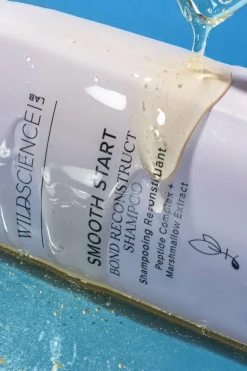 WILDSCIENCE LAB
SMOOTH START
BOND RECONSTRUCT
SHAMPOO
Shampooing Reconstituant
Peptide Complex +
Marshmallow Extract